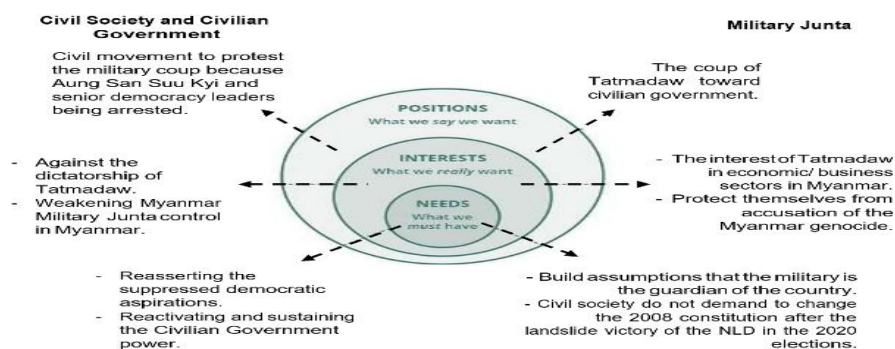 Civil Society and Civilian
Government
Civil movement to protest
the military coup because
Aung San Suu Kyi and
senior democracy leaders
being arrested.
- Against the
dictatorship of
Tatmadaw.
- Weakening Myanmar
Military Junta control
in Myanmar.
- Reasserting the
suppressed democratic
aspirations.
- Reactivating and sustaining
the Civilian Government
power.
POSITIONS
What we say we want
INTERESTS
What we really want
NEEDS
What we
must have
Military Junta
The coup of
Tatmadaw toward
civilian government.
- The interest of Tatmadaw
in economic/ business
sectors in Myanmar.
- Protect themselves from
accusation of the
Myanmar genocide.
- Build assumptions that the military is
the guardian of the country.
- Civil society do not demand to change
the 2008 constitution after the
landslide victory of the NLD in the 2020
elections.